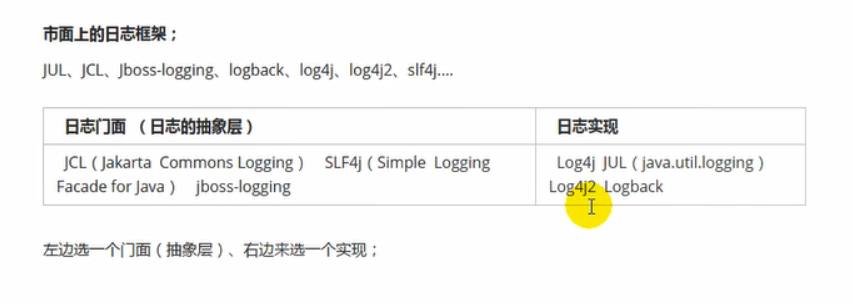 市面上的日志框架；
JUL、JCL、Jboss-logging、logback、log4j、log4j2、slf4j....
日志门面 （日志的抽象层）
日志实现
JCL（Jakarta Commons Logging） SLF4j（Simple Logging
Facade for Java） jboss-logging
Log4j JUL（java.util.logging）
Log4j2 Logback
左边选一个门面（抽象层）、右边来选一个实现；